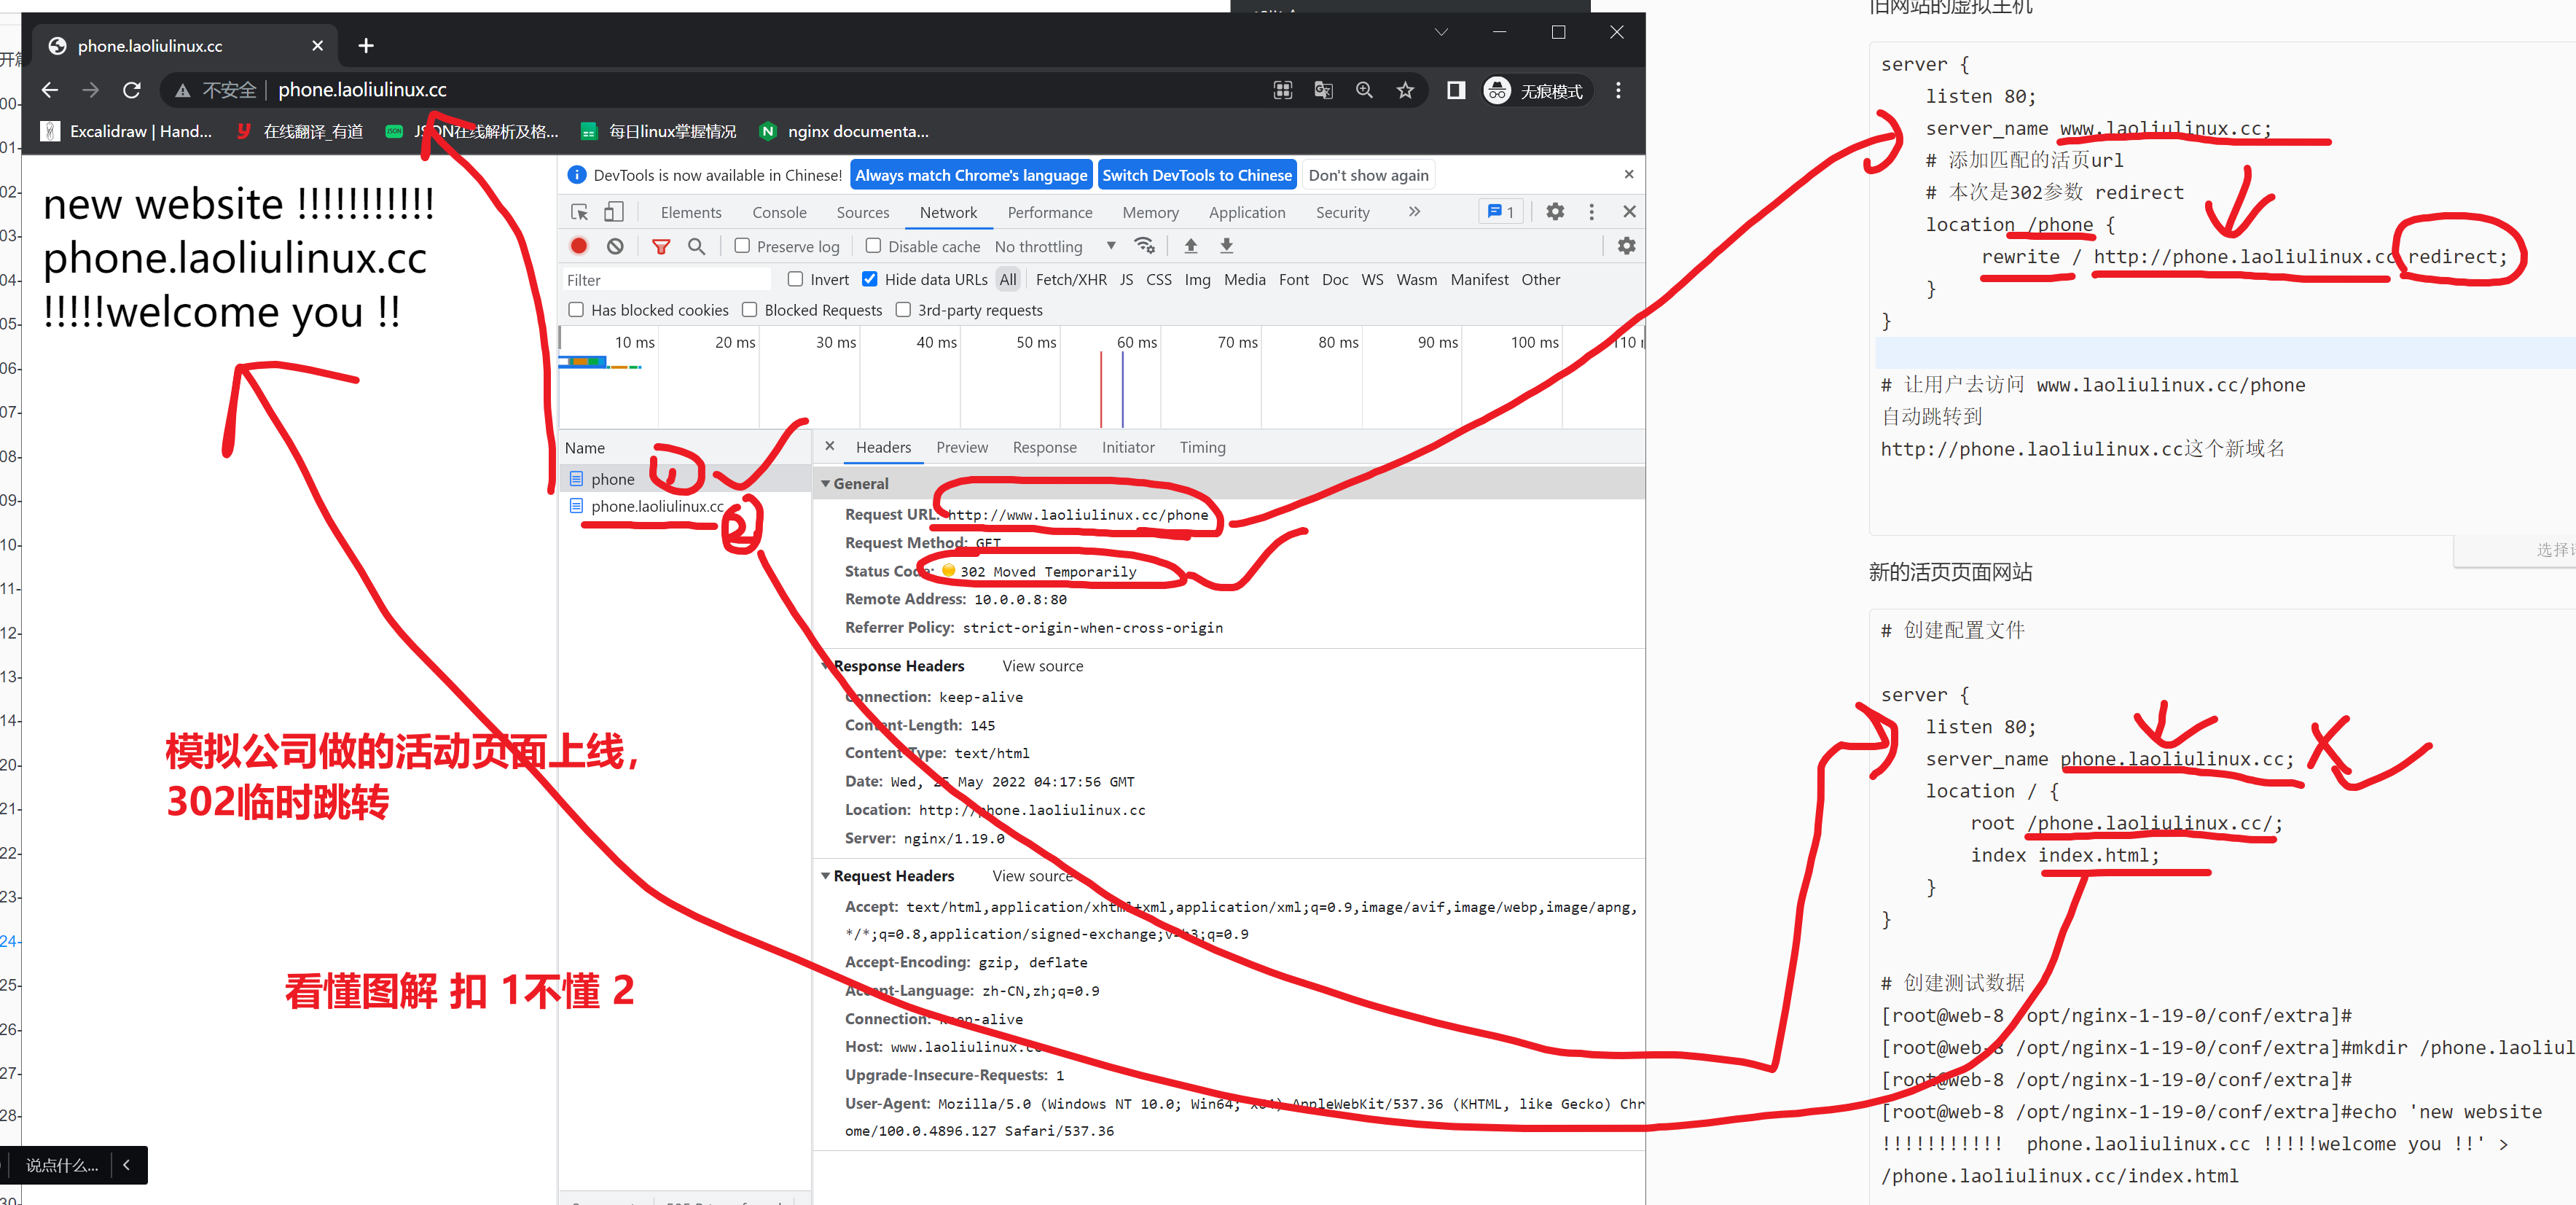 phone.laoliulinux.cc
不安全 phone.laoliulinux.cc
无痕模式
Excalidraw | Hand...
在线翻译_有道
JSON在线解析及格...
每日linux掌握情况
nginx documenta...
new website !!!!!!!!!!!
phone.laoliulinux.cc
!!!!!welcome you !!
模拟公司做的活动页面上线，
302临时跳转
看懂图解 扣 1不懂 2
说点什么...
DevTools is now available in Chinese! Always match Chrome's language Switch DevTools to Chinese Don't show again
Elements Console Sources Network Performance Memory Application Security » 1
Preserve log Disable cache No throttling
Filter Invert Hide data URLs All Fetch/XHR JS CSS Img Media Font Doc WS Wasm Manifest Other
Has blocked cookies Blocked Requests 3rd-party requests
10 ms 20 ms 30 ms 40 ms 50 ms 60 ms 70 ms 80 ms 90 ms 100 ms
Name
phone
1
phone.laoliulinux.cc
2
Headers Preview Response Initiator Timing
General
Request URL: http://www.laoliulinux.cc/phone
Request Method: GET
Status Code: 302 Moved Temporarily
Remote Address: 10.0.0.8:80
Referrer Policy: strict-origin-when-cross-origin
Response Headers View source
Connection: keep-alive
Content-Length: 145
Content-Type: text/html
Date: Wed, 25 May 2022 04:17:56 GMT
Location: http://phone.laoliulinux.cc
Server: nginx/1.19.0
Request Headers View source
Accept: text/html,application/xhtml+xml,application/xml;q=0.9,image/avif,image/webp,image/apng,
*/*;q=0.8,application/signed-exchange;v=b3;q=0.9
Accept-Encoding: gzip, deflate
Accept-Language: zh-CN,zh;q=0.9
Connection: keep-alive
Host: www.laoliulinux.cc
Upgrade-Insecure-Requests: 1
User-Agent: Mozilla/5.0 (Windows NT 10.0; Win64; x64) AppleWebKit/537.36 (KHTML, like Gecko) Chr
ome/100.0.4896.127 Safari/537.36
旧网站的虚拟主机
server {
listen 80;
server_name www.laoliulinux.cc;
# 添加匹配的活页url
# 本次是302参数 redirect
location /phone {
rewrite / http://phone.laoliulinux.cc redirect;
}
}
# 让用户去访问 www.laoliulinux.cc/phone
自动跳转到
http://phone.laoliulinux.cc这个新域名
新的活页页面网站
# 创建配置文件
server {
listen 80;
server_name phone.laoliulinux.cc;
location / {
root /phone.laoliulinux.cc/;
index index.html;
}
}
# 创建测试数据
[root@web-8 /opt/nginx-1-19-0/conf/extra]#
[root@web-8 /opt/nginx-1-19-0/conf/extra]#mkdir /phone.laoliul
[root@web-8 /opt/nginx-1-19-0/conf/extra]#
[root@web-8 /opt/nginx-1-19-0/conf/extra]#echo 'new website
!!!!!!!!!!! phone.laoliulinux.cc !!!!!welcome you !!' >
/phone.laoliulinux.cc/index.html